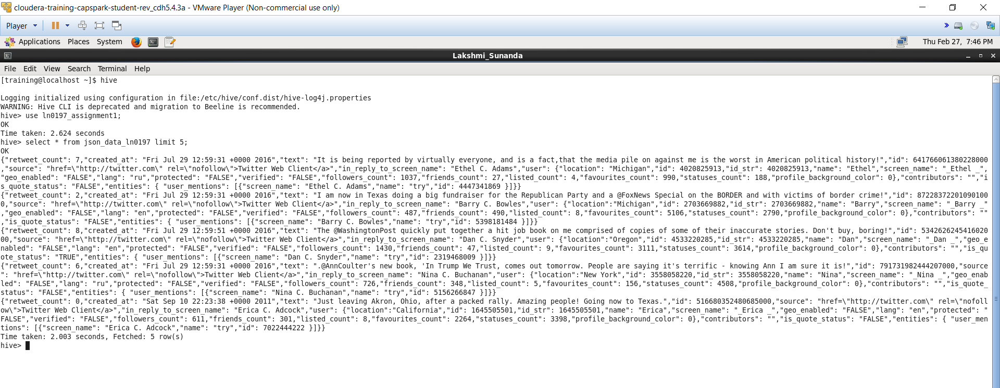 cloudera-training-capspark-student-rev_cdh5.4.3a - VMware Player (Non-commercial use only)
Player
Applications Places System Thu Feb 27, 7:46 PM
Lakshmi_Sunanda
File Edit View Search Terminal Help
[training@localhost ~]$ hive
Logging initialized using configuration in file:/etc/hive/conf.dist/hive-log4j.properties
WARNING: Hive CLI is deprecated and migration to Beeline is recommended.
hive> use ln0197_assignment1;
OK
Time taken: 2.624 seconds
hive> select * from json_data_ln0197 limit 5;
OK
{"retweet_count": 7,"created_at": "Fri Jul 29 12:59:31 +0000 2016","text": "It is being reported by virtually everyone, and is a fact,that the media pile on against me is the worst in American political history!","id": 641766061380228000
,"source": "href=\"http://twitter.com\" rel=\"nofollow\">Twitter Web Client</a>","in_reply_to_screen_name": "Ethel C. Adams","user": {"location": "Michigan","id": 4020825913,"id_str": 4020825913,"name": "Ethel","screen_name": "_Ethel _",
"geo_enabled": "FALSE","lang": "ru","protected": "FALSE","verified": "FALSE","followers_count": 1037,"friends_count": 27,"listed_count": 4,"favourites_count": 990,"statuses_count": 188,"profile_background_color": 0},"contributors": "","i
s_quote_status": "FALSE","entities": { "user_mentions": [{"screen_name": "Ethel C. Adams","name": "try","id": 4447341869 }]}}
{"retweet_count": 2,"created_at": "Fri Jul 29 12:59:31 +0000 2016","text": "I am now in Texas doing a big fundraiser for the Republican Party and a @FoxNews Special on the BORDER and with victims of border crime!","id": 87228372201090100
0,"source": "href=\"http://twitter.com\" rel=\"nofollow\">Twitter Web Client</a>","in_reply_to_screen_name": "Barry C. Bowles","user": {"location":"Michigan","id": 2703669882,"id_str": 2703669882,"name": "Barry","screen_name": "_Barry _"
,"geo_enabled": "FALSE","lang": "en","protected": "FALSE","verified": "FALSE","followers_count": 487,"friends_count": 490,"listed_count": 8,"favourites_count": 5106,"statuses_count": 2790,"profile_background_color": 0},"contributors": ""
,"is_quote_status": "FALSE","entities": { "user_mentions": [{"screen_name": "Barry C. Bowles","name": "try","id": 5398181484 }]}}
{"retweet_count": 8,"created_at": "Fri Jul 29 12:59:51 +0000 2016","text": "The @WashingtonPost quickly put together a hit job book on me comprised of copies of some of their inaccurate stories. Don't buy, boring!","id": 5342626245416020
00,"source": "href=\"http://twitter.com\" rel=\"nofollow\">Twitter Web Client</a>","in_reply_to_screen_name": "Dan C. Snyder","user": {"location":"Oregon","id": 4533220285,"id_str": 4533220285,"name": "Dan","screen_name": "_Dan _","geo_e
nabled": "FALSE","lang": "en","protected": "FALSE","verified": "FALSE","followers_count": 1430,"friends_count": 47,"listed_count": 9,"favourites_count": 3111,"statuses_count": 3614,"profile_background_color": 0},"contributors": "","is_qu
ote_status": "TRUE","entities": { "user_mentions": [{"screen_name": "Dan C. Snyder","name": "try","id": 2319468009 }]}}
{"retweet_count": 6,"created_at": "Fri Jul 29 12:59:31 +0000 2016","text": ".@AnnCoulter's new book, 'In Trump We Trust, comes out tomorrow. People are saying it's terrific - knowing Ann I am sure it is!","id": 791731982444207000,"source
": "href=\"http://twitter.com\" rel=\"nofollow\">Twitter Web Client</a>","in_reply_to_screen_name": "Nina C. Buchanan","user": {"location":"New York","id": 3558058220,"id_str": 3558058220,"name": "Nina","screen_name": "_Nina _","geo_enab
led": "FALSE","lang": "ru","protected": "FALSE","verified": "FALSE","followers_count": 726,"friends_count": 348,"listed_count": 5,"favourites_count": 156,"statuses_count": 4508,"profile_background_color": 0},"contributors": "","is_quote_
status": "FALSE","entities": { "user_mentions": [{"screen_name": "Nina C. Buchanan","name": "try","id": 5156266847 }]}}
{"retweet_count": 0,"created_at": "Sat Sep 10 22:23:38 +0000 2011","text": "Just leaving Akron, Ohio, after a packed rally. Amazing people! Going now to Texas.","id": 516680352480685000,"source": "href=\"http://twitter.com\" rel=\"nofoll
ow\">Twitter Web Client</a>","in_reply_to_screen_name": "Erica C. Adcock","user": {"location":"California","id": 1645505501,"id_str": 1645505501,"name": "Erica","screen_name": "_Erica _","geo_enabled": "FALSE","lang": "en","protected": "
FALSE","verified": "FALSE","followers_count": 611,"friends_count": 301,"listed_count": 8,"favourites_count": 2264,"statuses_count": 3398,"profile_background_color": 0},"contributors": "","is_quote_status": "FALSE","entities": { "user_men
tions": [{"screen_name": "Erica C. Adcock","name": "try","id": 7022444222 }]}}
Time taken: 2.003 seconds, Fetched: 5 row(s)
hive>